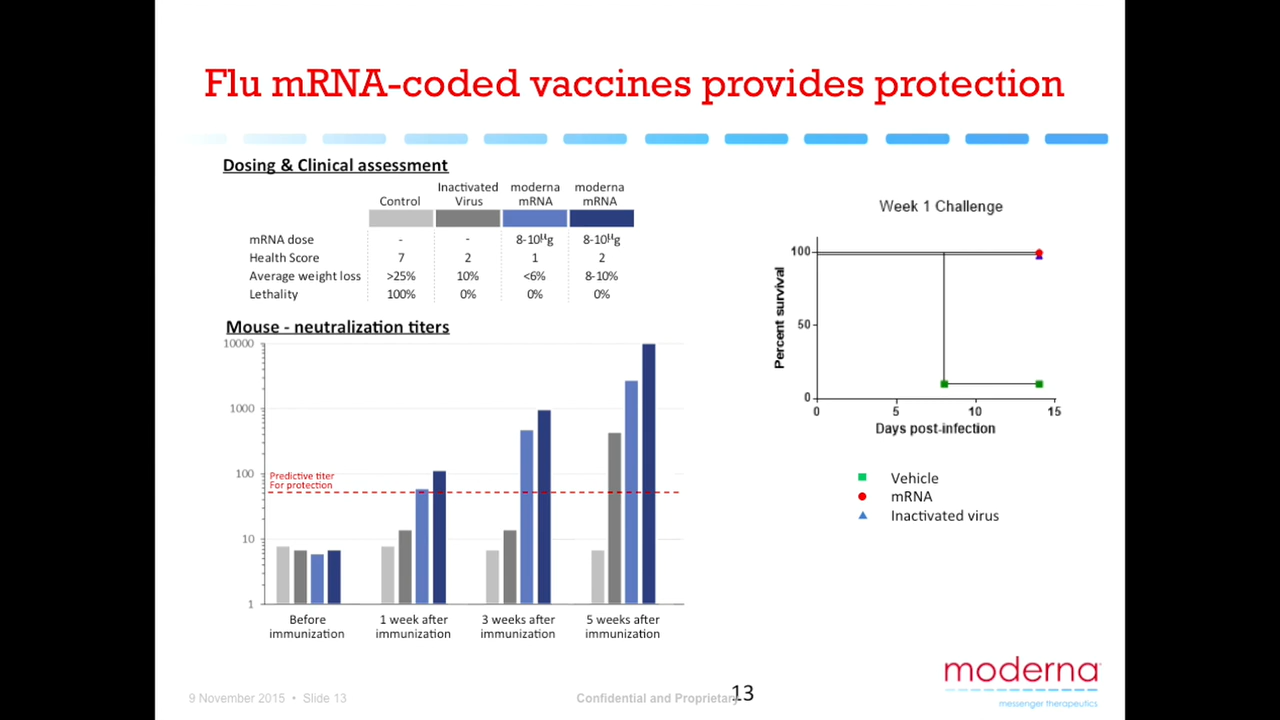 Flu mRNA-coded vaccines provides protection
Dosing & Clinical assessment
Control Inactivated Virus moderna mRNA moderna mRNA
mRNA dose - - 8-10µg 8-10µg
Health Score 7 2 1 2
Average weight loss >25% 10% <6% 8-10%
Lethality 100% 0% 0% 0%
Mouse - neutralization titers
10000
1000
100
10
1
Predictive titer
For protection
Before immunization
1 week after immunization
3 weeks after immunization
5 weeks after immunization
Week 1 Challenge
Percent survival
100
50
0
0 5 10 15
Days post-infection
Vehicle
mRNA
Inactivated virus
9 November 2015 • Slide 13
Confidential and Proprietary
13
moderna
messenger therapeutics